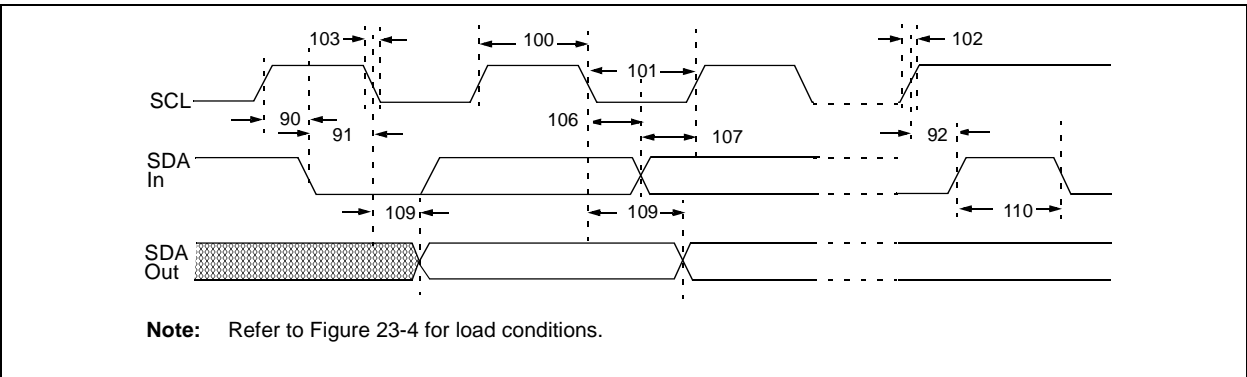 103
100
102
101
SCL
90
91
106
107
92
SDA
In
109
109
110
SDA
Out
Note: Refer to Figure 23-4 for load conditions.